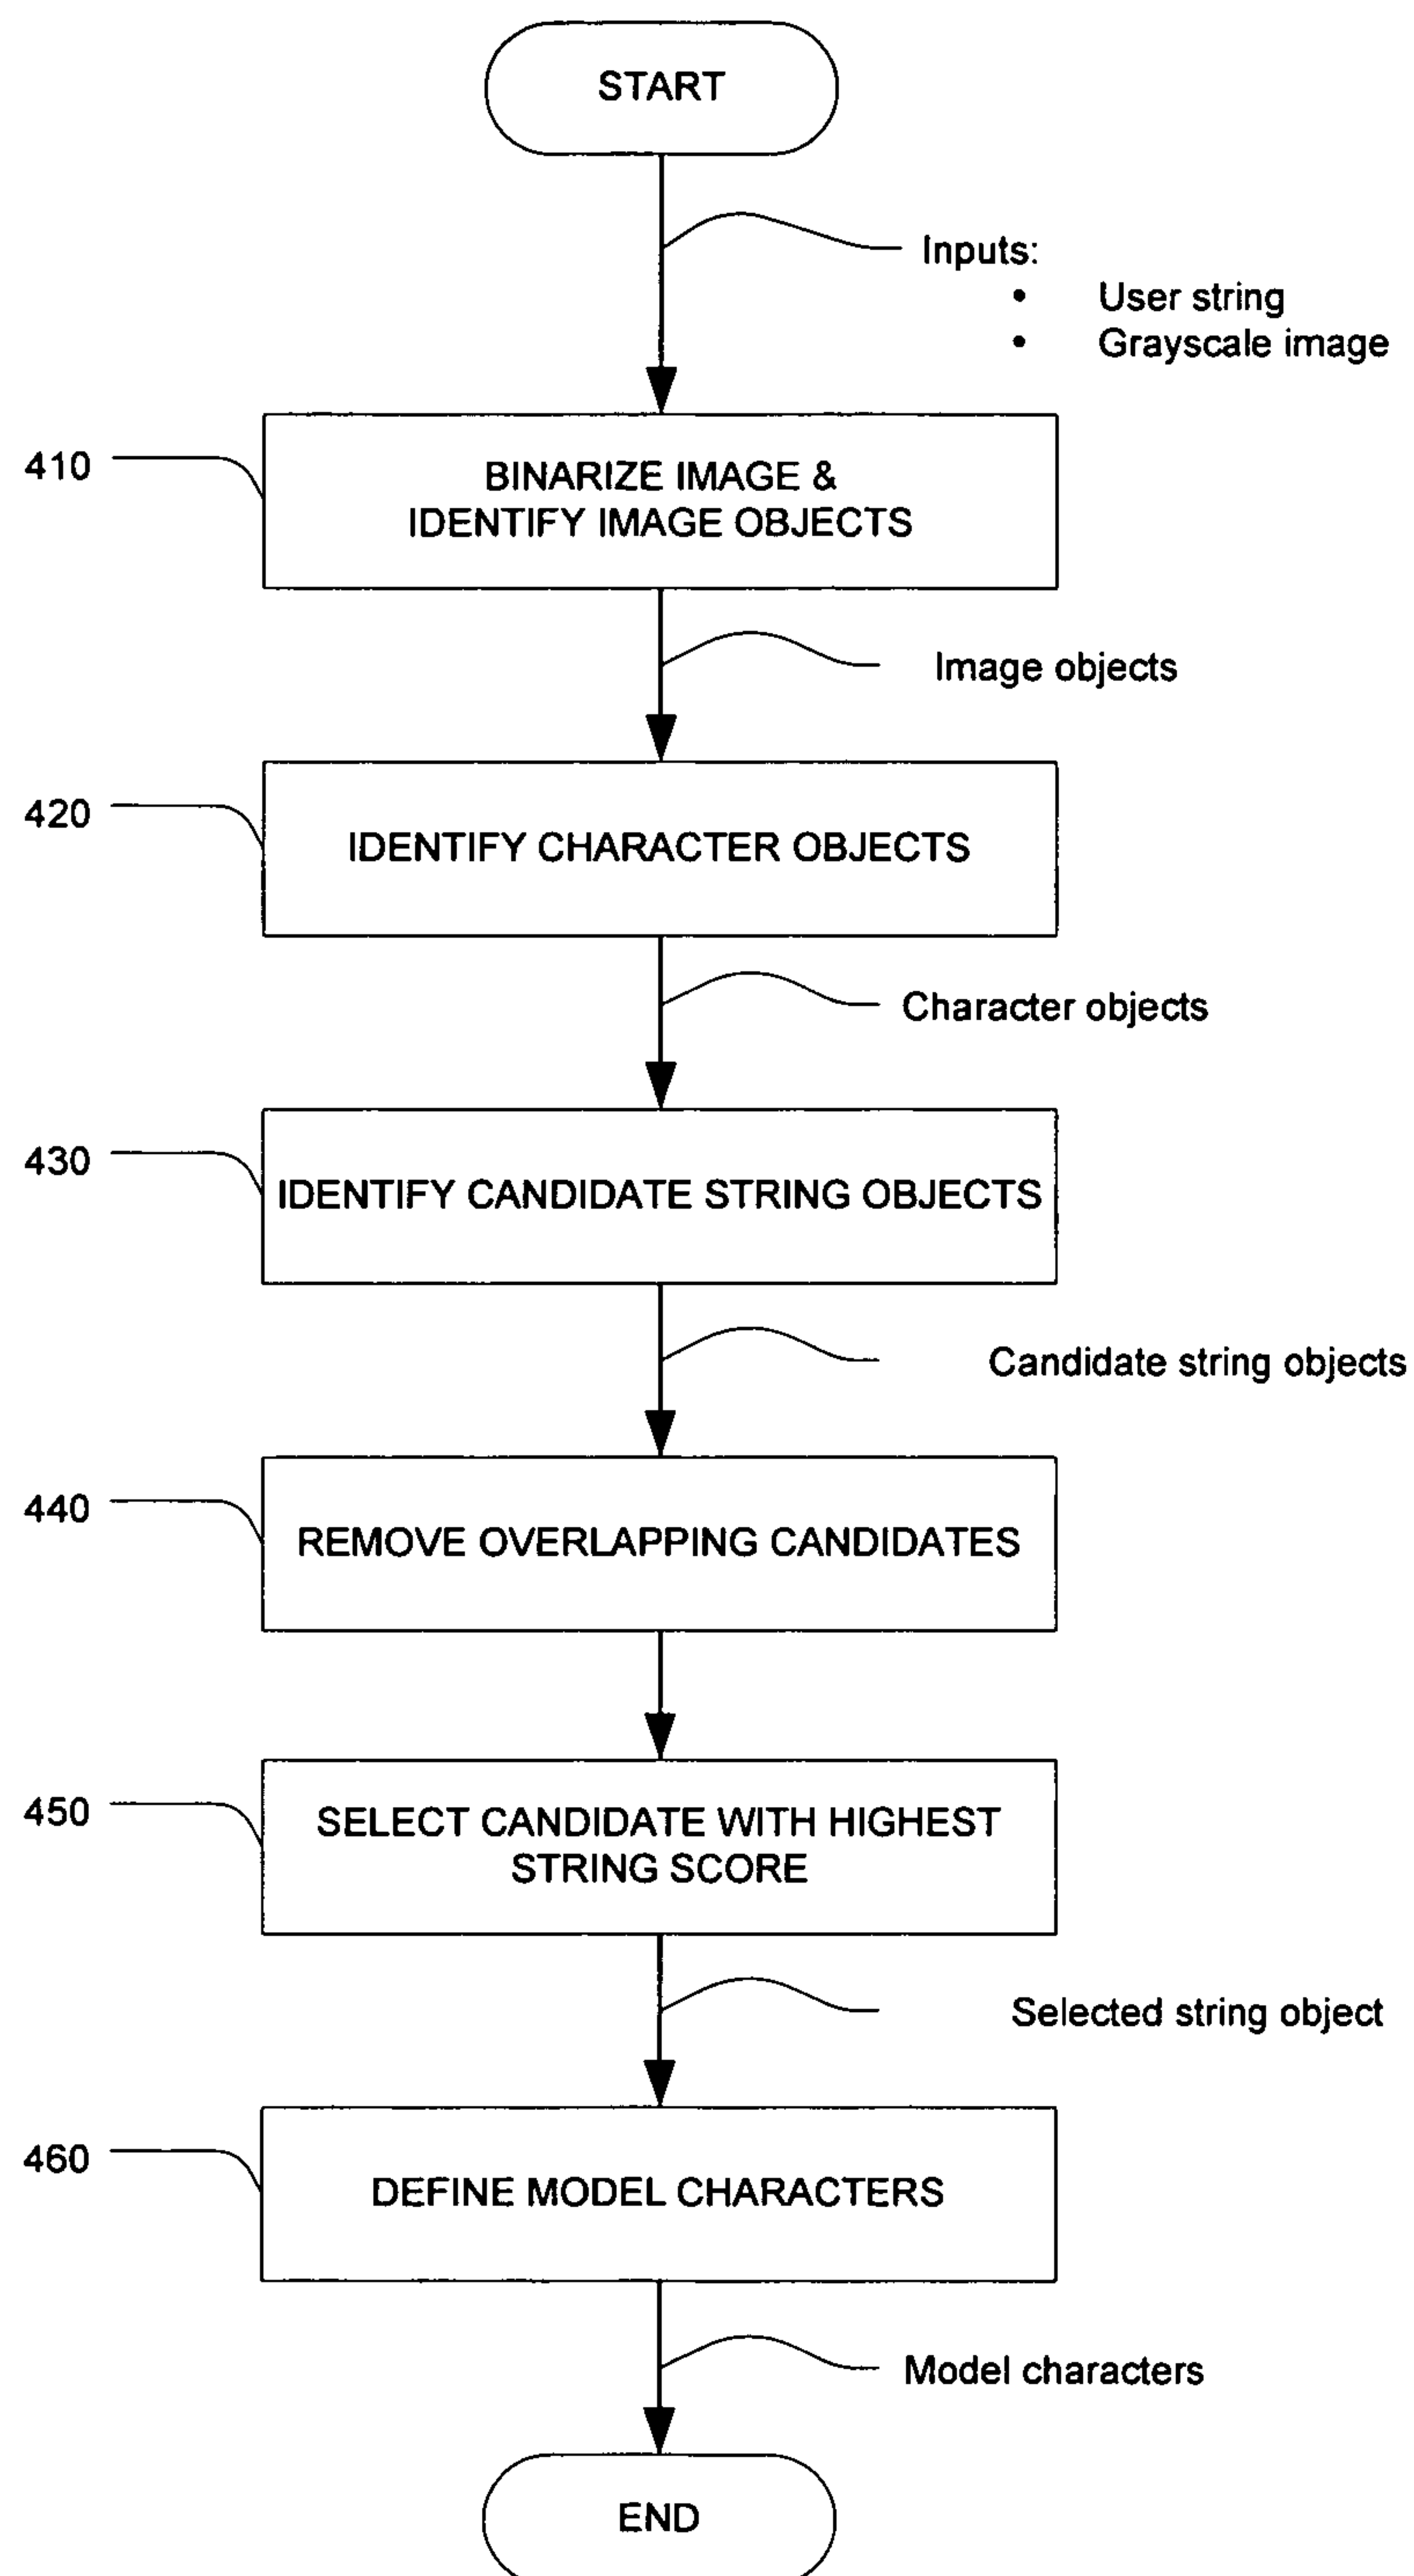 START
Inputs:
• User string
• Grayscale image
410
BINARIZE IMAGE &
IDENTIFY IMAGE OBJECTS
Image objects
420
IDENTIFY CHARACTER OBJECTS
Character objects
430
IDENTIFY CANDIDATE STRING OBJECTS
Candidate string objects
440
REMOVE OVERLAPPING CANDIDATES
450
SELECT CANDIDATE WITH HIGHEST
STRING SCORE
Selected string object
460
DEFINE MODEL CHARACTERS
Model characters
END